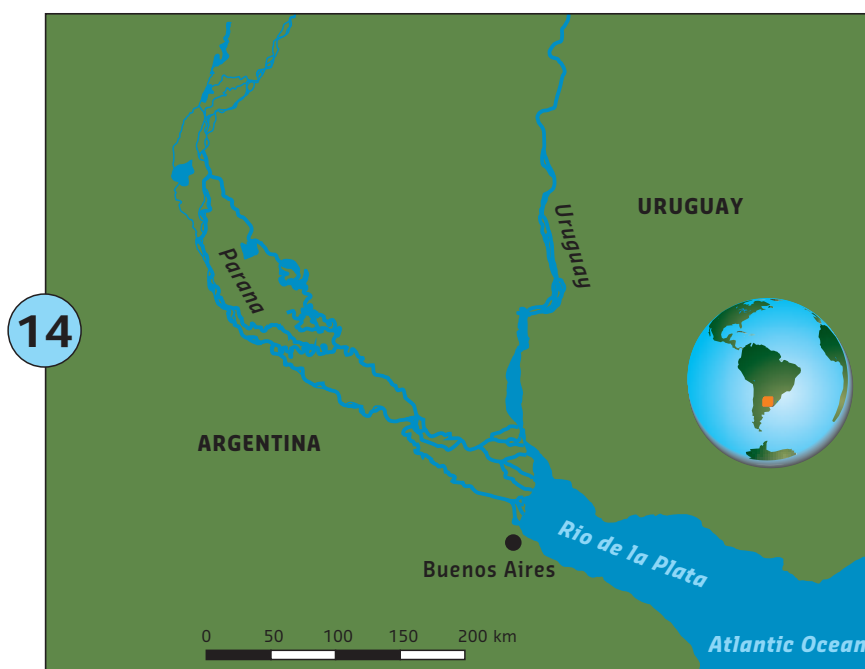 Parana
Uruguay
URUGUAY
14
ARGENTINA
Rio de la Plata
Buenos Aires
0 50 100 150 200 km
Atlantic Ocean